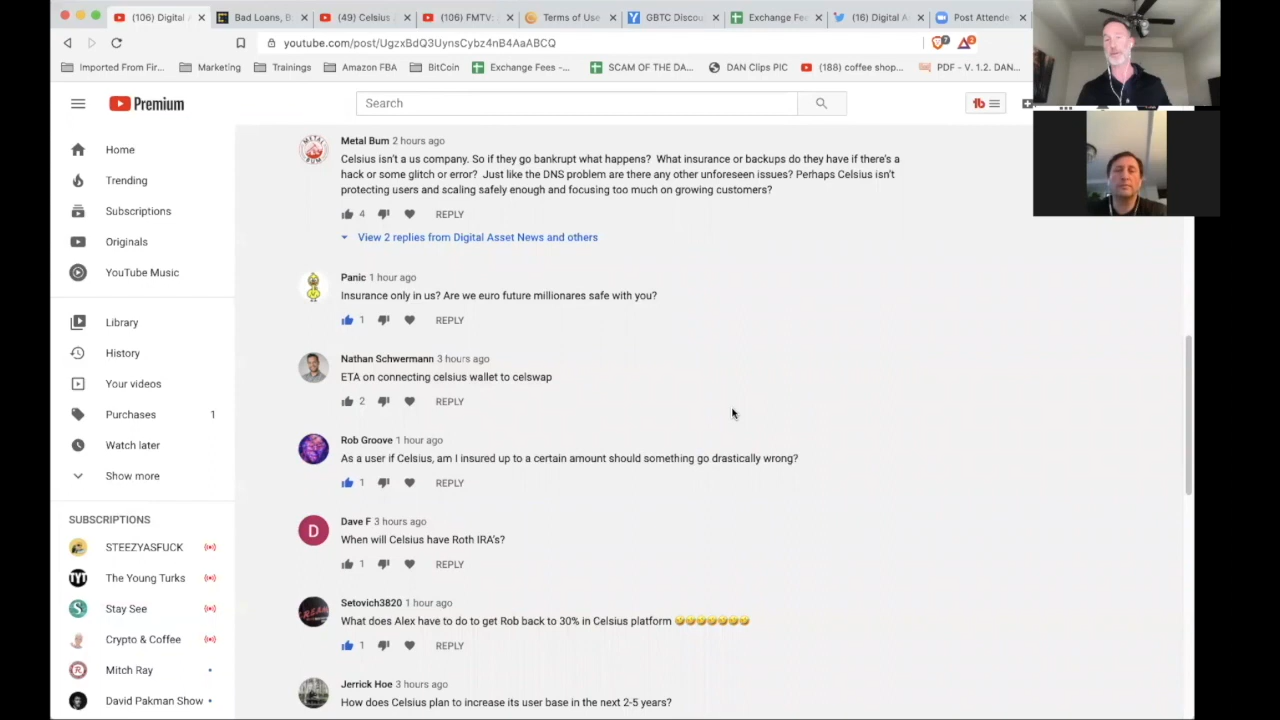 (106) Digital A
Bad Loans, B
(49) Celsius
(106) FMTV:
Terms of Use
GBTC Discou
Exchange Fe
(16) Digital A
Post Attende
youtube.com/post/UgzxBdQ3UynsCybz4nB4AaABCQ
7
2
Imported From Fir...
Marketing
Trainings
Amazon FBA
BitCoin
Exchange Fees -...
SCAM OF THE DA...
DAN Clips PIC
(188) coffee shop...
PDF - V. 1.2. DAN...
Premium
Search
tb
Home
Trending
Subscriptions
Originals
YouTube Music
Library
History
Your videos
Purchases 1
Watch later
Show more
SUBSCRIPTIONS
STEEZYASFUCK
The Young Turks
Stay See
Crypto & Coffee
Mitch Ray
David Pakman Show
METAL
BUM
Metal Bum 2 hours ago
Celsius isn't a us company. So if they go bankrupt what happens? What insurance or backups do they have if there's a
hack or some glitch or error? Just like the DNS problem are there any other unforeseen issues? Perhaps Celsius isn't
protecting users and scaling safely enough and focusing too much on growing customers?
4 REPLY
View 2 replies from Digital Asset News and others
Panic 1 hour ago
Insurance only in us? Are we euro future millionares safe with you?
1 REPLY
Nathan Schwermann 3 hours ago
ETA on connecting celsius wallet to celswap
2 REPLY
Rob Groove 1 hour ago
As a user if Celsius, am I insured up to a certain amount should something go drastically wrong?
1 REPLY
D
Dave F 3 hours ago
When will Celsius have Roth IRA's?
1 REPLY
Setovich3820 1 hour ago
What does Alex have to do to get Rob back to 30% in Celsius platform 🤣🤣🤣🤣🤣🤣🤣
1 REPLY
Jerrick Hoe 3 hours ago
How does Celsius plan to increase its user base in the next 2-5 years?